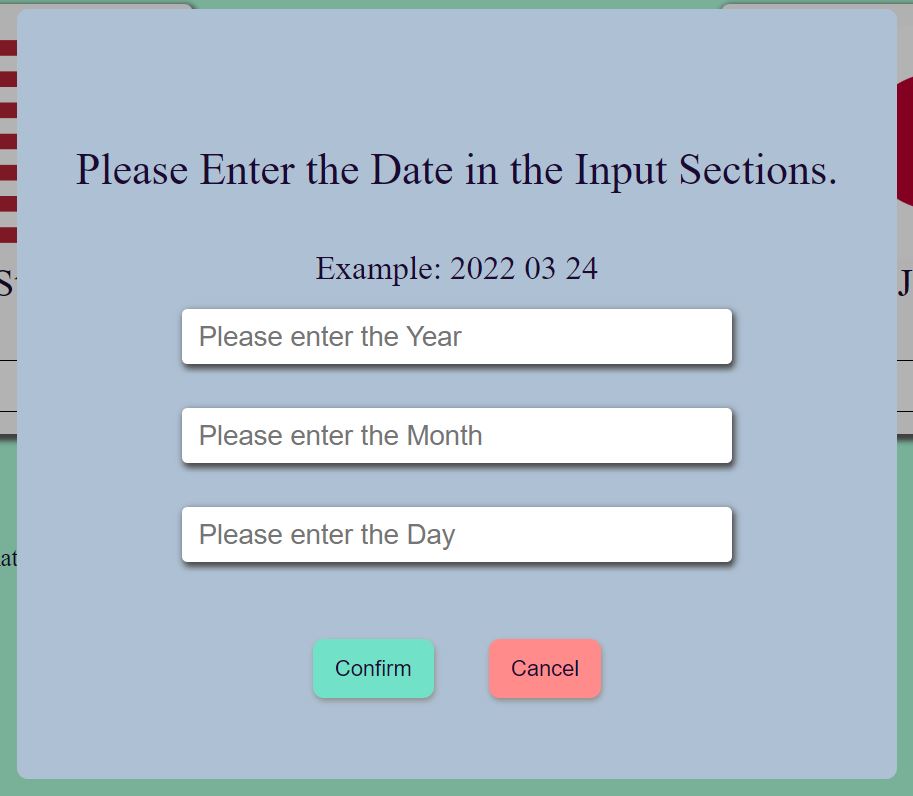 Please Enter the Date in the Input Sections.
Example: 2022 03 24
Please enter the Year
Please enter the Month
Please enter the Day
Confirm
Cancel